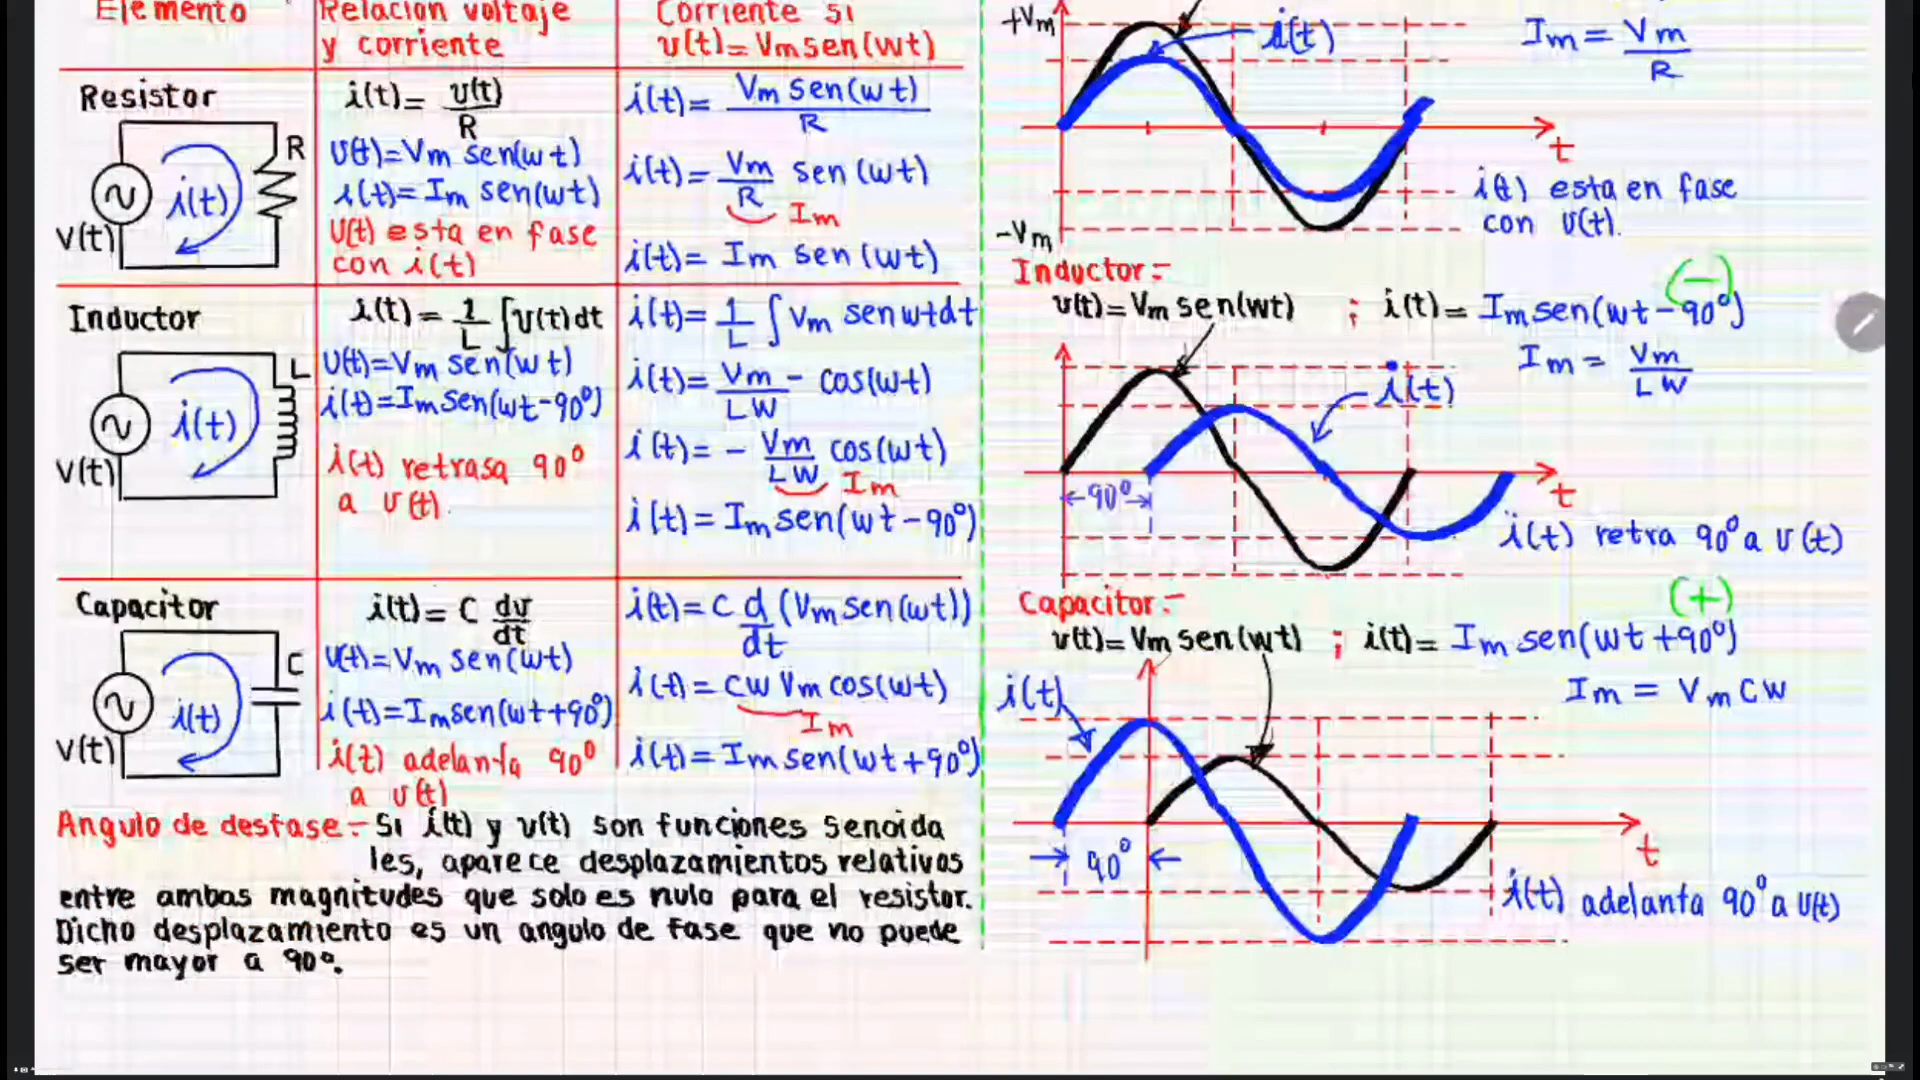 Elemento
Relacion voltaje
y corriente
Corriente si
v(t)=Vm sen(wt)
Resistor
R
i(t)
V(t)
i(t)= v(t)/R
v(t)=Vm sen(wt)
i(t)=Im sen(wt)
v(t) esta en fase
con i(t)
i(t)= Vm sen(wt)/R
i(t)= Vm/R sen(wt)
Im
i(t)= Im sen(wt)
Inductor
L
i(t)
V(t)
i(t)= 1/L ∫v(t)dt
v(t)=Vm sen(wt)
i(t)=Im sen(wt-90°)
i(t) retrasa 90°
a v(t).
i(t)= 1/L ∫ Vm senwtdt
i(t)= Vm/LW - cos(wt)
i(t)= - Vm/LW cos(wt)
Im
i(t)= Im sen(wt-90°)
Capacitor
C
i(t)
V(t)
i(t)= C dv/dt
v(t)=Vm sen(wt)
i(t)=Im sen(wt+90°)
i(t) adelanta 90°
a v(t)
i(t)= C d/dt (Vm sen(wt))
i(t)= CW Vm cos(wt)
Im
i(t)= Im sen(wt+90°)
Angulo de desfase.- Si i(t) y v(t) son funciones senoida
les, aparece desplazamientos relativos
entre ambas magnitudes que solo es nulo para el resistor.
Dicho desplazamiento es un angulo de fase que no puede
ser mayor a 90°.
+Vm
i(t)
Im = Vm/R
t
i(t) esta en fase
con v(t).
-Vm
Inductor.-
(-)
v(t)=Vm sen(wt) ; i(t)= Im sen(wt-90°)
Im = Vm/LW
i(t)
90°
t
i(t) retra 90° a v(t)
Capacitor.-
(+)
v(t)=Vm sen(wt) ; i(t)= Im sen(wt+90°)
i(t)
Im = Vm CW
t
90°
i(t) adelanta 90° a v(t)